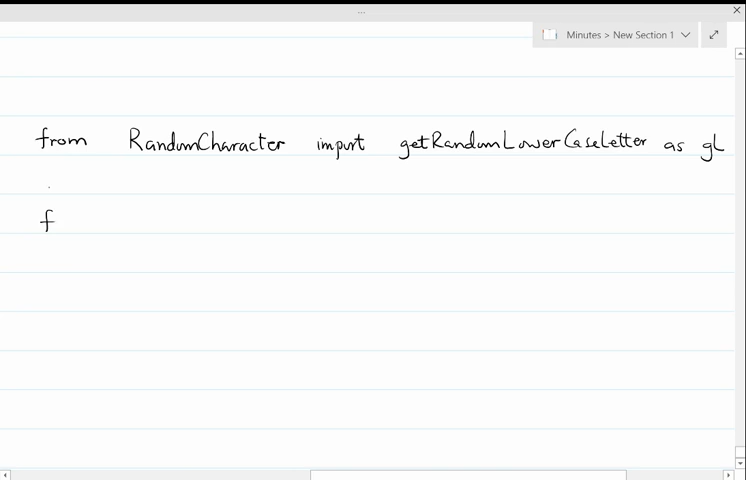 Minutes > New Section 1
from RandomCharacter import getRandomLowerCaseLetter as gL
f